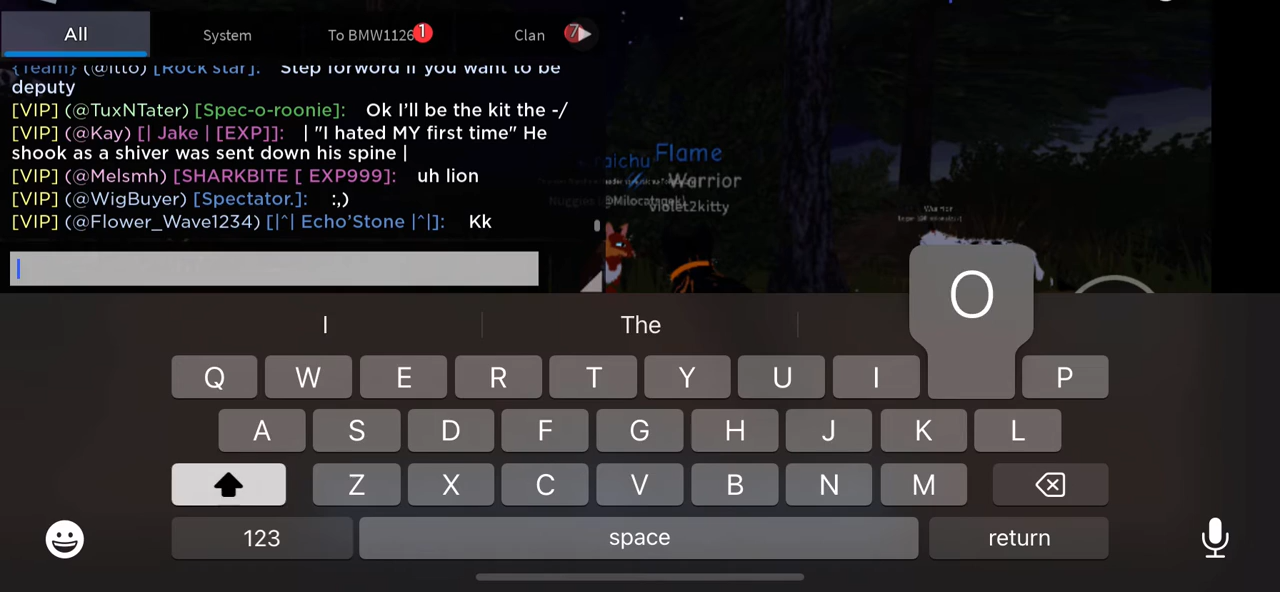 All
System
To BMW1126
1
Clan
7
{Team} (@Itto) [Rock star]: Step forword if you want to be
deputy
[VIP] (@TuxNTater) [Spec-o-roonie]: Ok I'll be the kit the -/
[VIP] (@Kay) [| Jake | [EXP]]: | "I hated MY first time" He
shook as a shiver was sent down his spine |
[VIP] (@Melsmh) [SHARKBITE [ EXP999]: uh lion
[VIP] (@WigBuyer) [Spectator.]: :,)
[VIP] (@Flower_Wave1234) [|^| Echo'Stone |^|]: Kk
Flame
Warrior
violet2kitty
Warrior
I
The
O
Q W E R T Y U I P
A S D F G H J K L
Z X C V B N M
123
space
return